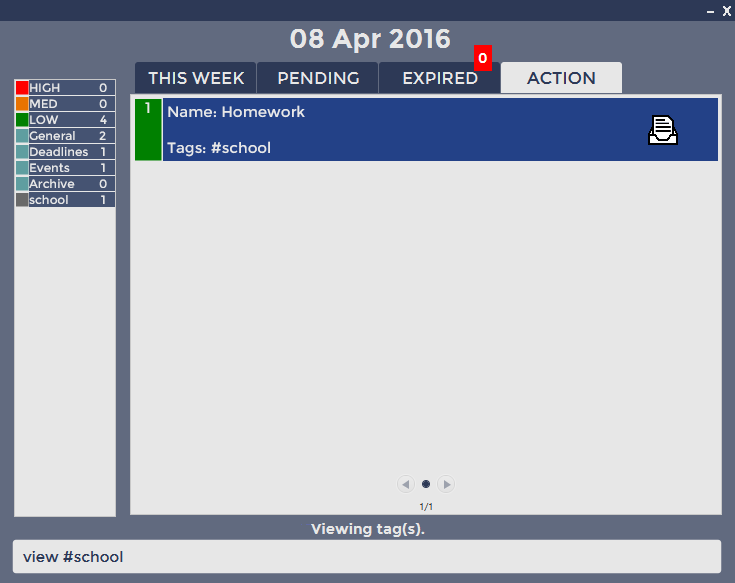 – X
08 Apr 2016
0
THIS WEEK PENDING EXPIRED ACTION
HIGH 0
MED 0
LOW 4
General 2
Deadlines 1
Events 1
Archive 0
school 1
1
Name: Homework
Tags: #school
1/1
Viewing tag(s).
view #school